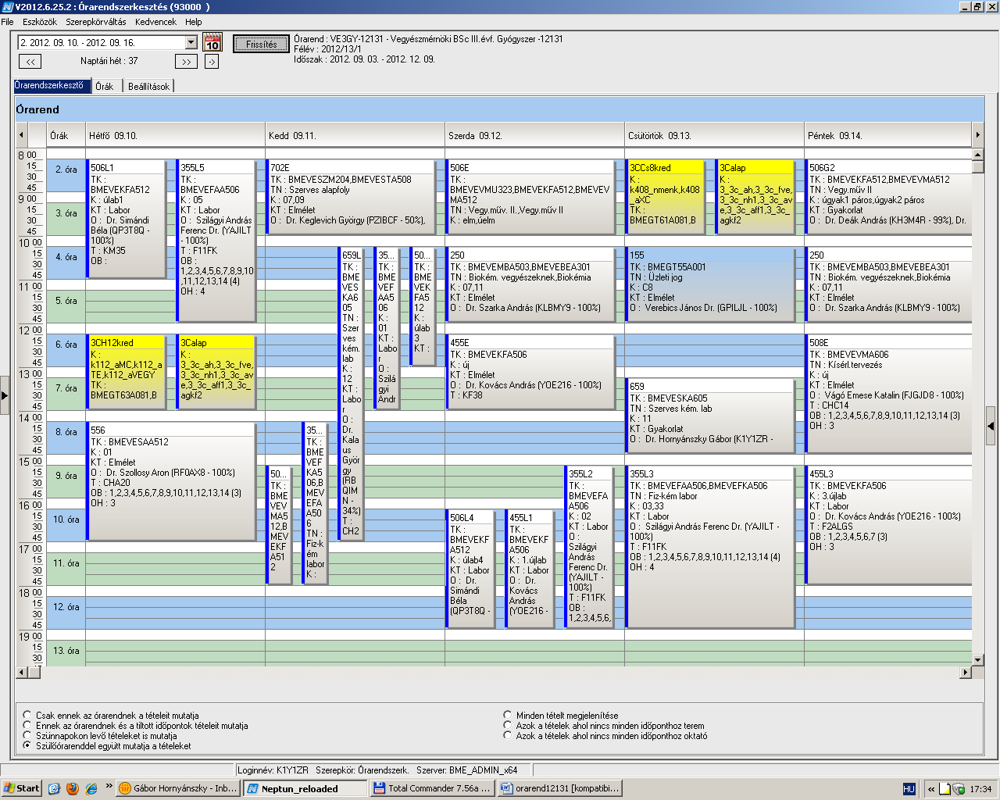 V2012.6.25.2 : Órarendszerkesztés (93000  )
File Eszközök Szerepkörváltás Kedvencek Help
2. 2012. 09. 10. - 2012. 09. 16.
10
Frissítés
Órarend : VE3GY-12131 - Vegyészmérnöki BSc III.évf. Gyógyszer -12131
Félév : 2012/13/1
Időszak : 2012. 09. 03. - 2012. 12. 09.
<< Naptári hét : 37 >> ->
Órarendszerkesztő Órák Beállítások
Órarend
Órák Hétfő 09.10. Kedd 09.11. Szerda 09.12. Csütörtök 09.13. Péntek 09.14.
8 00
15
30
45
9 00
15
30
45
10 00
15
30
45
11 00
15
30
45
12 00
15
30
45
13 00
15
30
45
14 00
15
30
45
15 00
15
30
45
16 00
15
30
45
17 00
15
30
45
18 00
15
30
45
19 00
15
30
2. óra
3. óra
4. óra
5. óra
6. óra
7. óra
8. óra
9. óra
10. óra
11. óra
12. óra
13. óra
506L1
TK :
BMEVEKFA512
K : úlab1
KT : Labor
O : Dr. Simándi
Béla (QP3T8Q -
100%)
T : KM35
OB :
355L5
TK :
BMEVEFAA506
K : 05
KT : Labor
O : Szilágyi András
Ferenc Dr. (YAJILT
- 100%)
T : F11FK
OB :
1,2,3,4,5,6,7,8,9,10
,11,12,13,14 (4)
OH : 4
3CH12kred
K :
k112_aMC,k112_a
TE,k112_aVEGY
TK :
BMEGT63A081,B
3Calap
K :
3_3c_ah,3_3c_fve,
3_3c_nh1,3_3c_av
e,3_3c_aff1,3_3c_
agkf2
556
TK : BMEVESAA512
K : 01
KT : Elmélet
O : Dr. Szollosy Aron (RF0AX8 - 100%)
T : CHA20
OB : 1,2,3,4,5,6,7,8,9,10,11,12,13,14 (3)
OH : 3
702E
TK : BMEVESZM204,BMEVESTA508
TN : Szerves alapfoly
K : 07,09
KT : Elmélet
O : Dr. Keglevich György (PZIBCF - 50%),
659L
TK :
BME
VES
KA6
05
TN :
Szer
ves
kém.
lab
K :
12
KT :
Labo
r
O :
Dr.
Kala
us
Gyö
rgy
(RB
QIM
N -
34%)
T :
CH2
35...
TK :
BME
VEF
AA5
06
K :
01
KT :
Labo
r
O :
Szilá
gyi
Andr
50...
TK :
BME
VEK
FA5
12
K :
úlab
3
KT :
50...
TK :
BME
VEV
MA5
12,B
MEV
EKF
A51
2
35...
TK :
BME
VEF
KA5
06,B
MEV
EFA
A50
6
TN :
Fiz-k
ém
labor
K :
506E
TK :
BMEVEVMU323,BMEVEKFA512,BMEVEV
MA512
TN : Vegy.műv. II.,Vegy.műv II
K : elm,üelm
250
TK : BMEVEMBA503,BMEVEBEA301
TN : Biokém. vegyészeknek,Biokémia
K : 07,11
KT : Elmélet
O : Dr. Szarka András (KLBMY9 - 100%)
455E
TK : BMEVEKFA506
K : új
KT : Elmélet
O : Dr. Kovács András (YOE216 - 100%)
T : KF38
506L4
TK :
BMEVEKF
A512
K : úlab4
KT : Labor
O : Dr.
Simándi
Béla
(QP3T8Q -
455L1
TK :
BMEVEKF
A506
K : 1.újlab
KT : Labor
O : Dr.
Kovács
András
(YOE216 -
355L2
TK :
BMEVEFA
A506
K : 02
KT : Labor
O :
Szilágyi
András
Ferenc Dr.
(YAJILT -
100%)
T : F11FK
OB :
1,2,3,4,5,6,
3CCs8kred
K :
k408_nmenk,k408
_aXC
TK :
BMEGT61A081,B
3Calap
K :
3_3c_ah,3_3c_fve,
3_3c_nh1,3_3c_av
e,3_3c_aff1,3_3c_
agkf2
155
TK : BMEGT55A001
TN : Üzleti jog
K : C8
KT : Elmélet
O : Verebics János Dr. (GPILJL - 100%)
659
TK : BMEVESKA605
TN : Szerves kém. lab
K : 11
KT : Gyakorlat
O : Dr. Hornyánszky Gábor (K1Y1ZR -
355L3
TK : BMEVEFAA506,BMEVEFKA506
TN : Fiz-kém labor
K : 03,33
KT : Labor
O : Szilágyi András Ferenc Dr. (YAJILT -
100%)
T : F11FK
OB : 1,2,3,4,5,6,7,8,9,10,11,12,13,14 (4)
OH : 4
506G2
TK : BMEVEKFA512,BMEVEVMA512
TN : Vegy.műv II
K : úgyak1 páros,úgyak2 páros
KT : Gyakorlat
O : Dr. Deák András (KH3M4R - 99%), Dr.
250
TK : BMEVEMBA503,BMEVEBEA301
TN : Biokém. vegyészeknek,Biokémia
K : 07,11
KT : Elmélet
O : Dr. Szarka András (KLBMY9 - 100%)
508E
TK : BMEVEVMA606
TN : Kísérl.tervezés
K : új
KT : Elmélet
O : Vágó Emese Katalin (FJGJD8 - 100%)
T : CHC14
OB : 1,2,3,4,5,6,7,8,9,10,11,12,13,14 (3)
OH : 3
455L3
TK : BMEVEKFA506
K : 3.újlab
KT : Labor
O : Dr. Kovács András (YOE216 - 100%)
T : F2ALGS
OB : 1,2,3,4,5,6,7 (3)
OH : 3
Csak ennek az órarendnek a tételeit mutatja
Ennek az órarendnek és a tiltott időpontok tételeit mutatja
Szünnapokon levő tételeket is mutatja
Szülőórarenddel együtt mutatja a tételeket
Minden tételt megjelenítése
Azok a tételek ahol nincs minden időponthoz terem
Azok a tételek ahol nincs minden időponthoz oktató
Loginnév: K1Y1ZR Szerepkör: Órarendszerk. Szerver: BME_ADMIN_x64
Start » Gábor Hornyánszky - Inb... Neptun_reloaded Total Commander 7.56a ... orarend12131 [kompatibi... HU « 17:34